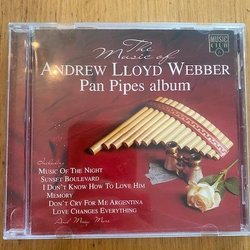 MUSIC
CLUB
The
Music of
ANDREW LLOYD WEBBER
Pan Pipes album
Including
MUSIC OF THE NIGHT
SUNSET BOULEVARD
I DON'T KNOW HOW TO LOVE HIM
MEMORY
DON'T CRY FOR ME ARGENTINA
LOVE CHANGES EVERYTHING
And Many More